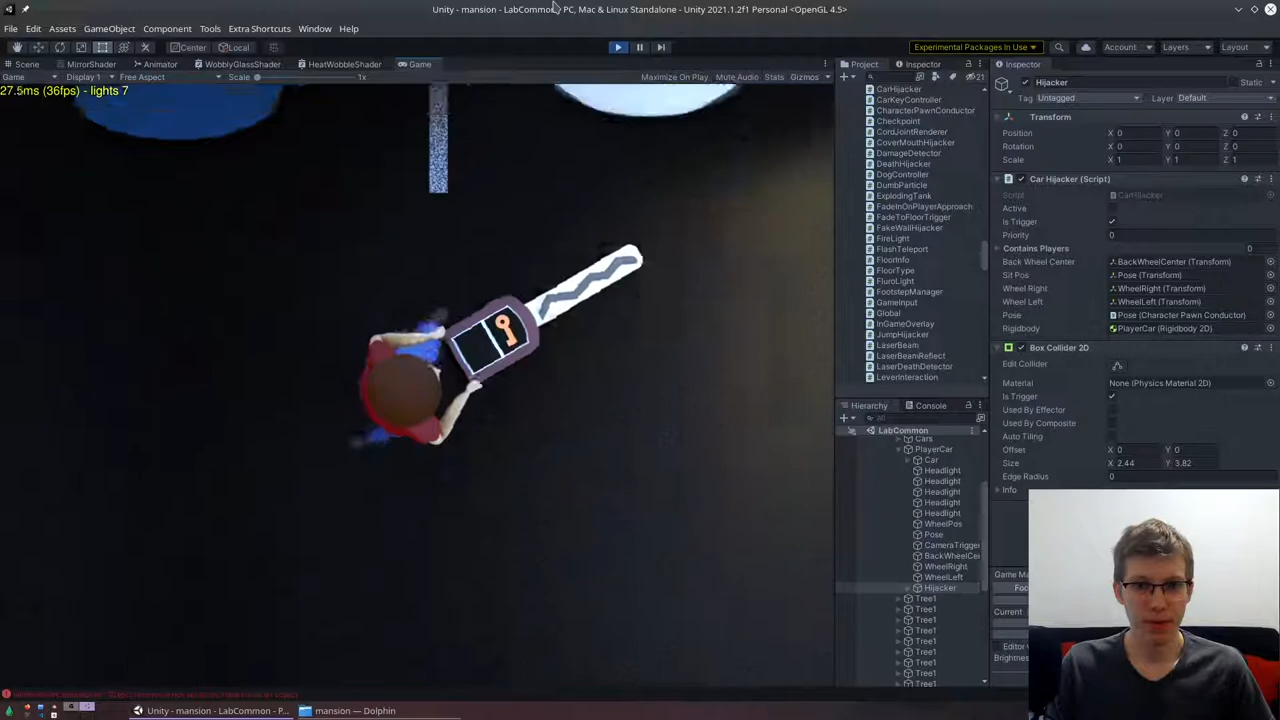 Unity - mansion - LabCommon - PC, Mac & Linux Standalone - Unity 2021.1.2f1 Personal <OpenGL 4.5>
File Edit Assets GameObject Component Tools Extra Shortcuts Window Help
Center Local Experimental Packages In Use Account Layers Layout
Scene MirrorShader Animator WobblyGlassShader HeatWobbleShader Game
Game Display 1 Free Aspect Scale 1x Maximize On Play Mute Audio Stats Gizmos
27.5ms (36fps) - lights 7
Project Inspector
21
CarHijacker
CarKeyController
CharacterPawnConductor
Checkpoint
CordJointRenderer
CoverMouthHijacker
DamageDetector
DeathHijacker
DogController
DumbParticle
ExplodingTank
FadeInOnPlayerApproach
FadeToFloorTrigger
FakeWallHijacker
FireLight
FlashTeleport
FloorInfo
FloorType
FluroLight
FootstepManager
GameInput
Global
InGameOverlay
JumpHijacker
LaserBeam
LaserBeamReflect
LaserDeathDetector
LeverInteraction
Hierarchy Console
All
LabCommon
Cars
PlayerCar
Car
Headlight
Headlight
Headlight
Headlight
Headlight
WheelPos
Pose
CameraTrigger
BackWheelCe
WheelRight
WheelLeft
Hijacker
Tree1
Tree1
Tree1
Tree1
Tree1
Tree1
Tree1
Tree1
Tree1
Inspector
Hijacker Static
Tag Untagged Layer Default
Transform
Position X 0 Y 0 Z 0
Rotation X 0 Y 0 Z 0
Scale X 1 Y 1 Z 1
Car Hijacker (Script)
Script CarHijacker
Active
Is Trigger
Priority 0
Contains Players 0
Back Wheel Center BackWheelCenter (Transform)
Sit Pos Pose (Transform)
Wheel Right WheelRight (Transform)
Wheel Left WheelLeft (Transform)
Pose Pose (Character Pawn Conductor)
Rigidbody PlayerCar (Rigidbody 2D)
Box Collider 2D
Edit Collider
Material None (Physics Material 2D)
Is Trigger
Used By Effector
Used By Composite
Auto Tiling
Offset X 0 Y 0
Size X 2.44 Y 3.82
Edge Radius 0
Info
Game Ma
Foc
Current
Editor
Brightnes
Unity - mansion - LabCommon - P... mansion — Dolphin